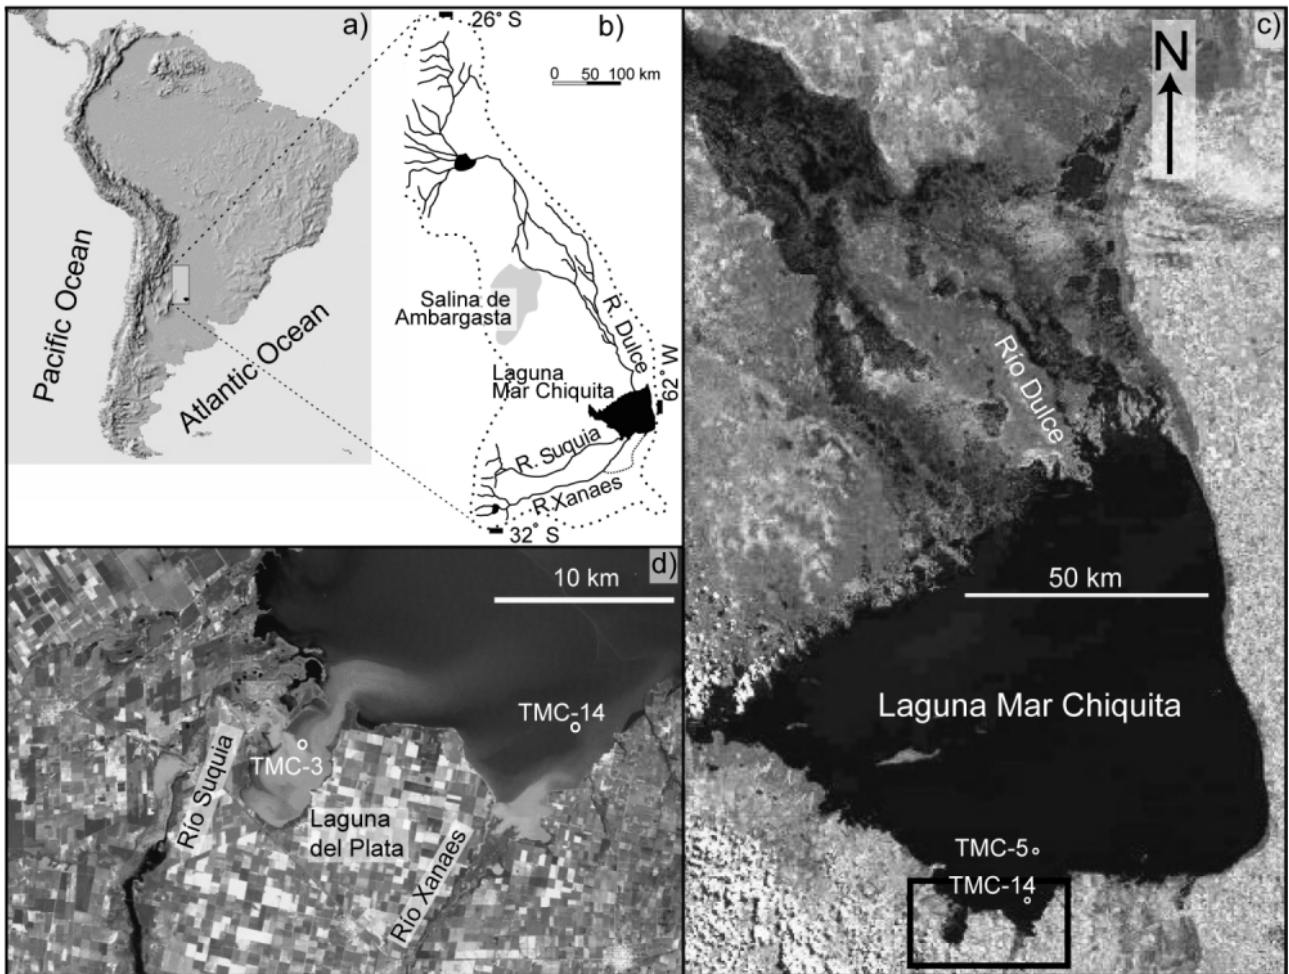 a)
Pacific Ocean
Atlantic Ocean
26° S
b)
0 50 100 km
Salina de
Ambargasta
R. Dulce
Laguna
Mar Chiquita
62° W
R. Suquia
R.Xanaes
32° S
c)
N
Río Dulce
50 km
Laguna Mar Chiquita
TMC-5
TMC-14
d)
10 km
TMC-14
TMC-3
Río Suquia
Laguna
del Plata
Río Xanaes